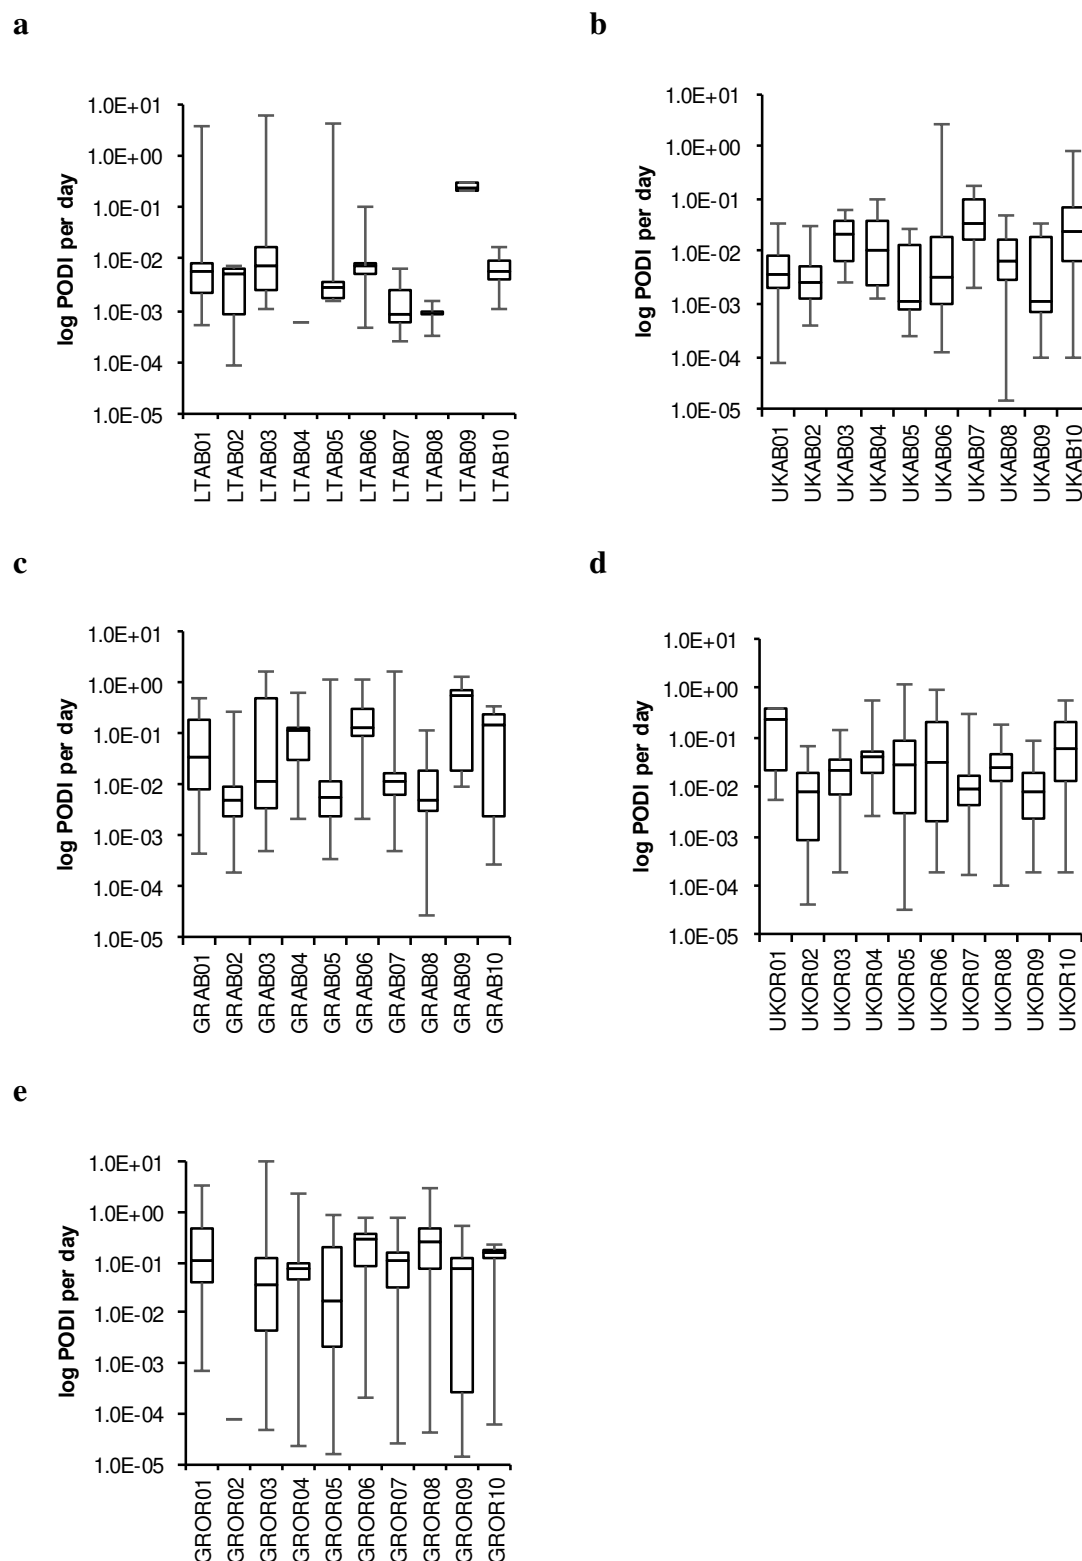 a
log PODI per day
1.0E+01
1.0E+00
1.0E-01
1.0E-02
1.0E-03
1.0E-04
1.0E-05
LTAB01
LTAB02
LTAB03
LTAB04
LTAB05
LTAB06
LTAB07
LTAB08
LTAB09
LTAB10
b
log PODI per day
1.0E+01
1.0E+00
1.0E-01
1.0E-02
1.0E-03
1.0E-04
1.0E-05
UKAB01
UKAB02
UKAB03
UKAB04
UKAB05
UKAB06
UKAB07
UKAB08
UKAB09
UKAB10
c
log PODI per day
1.0E+01
1.0E+00
1.0E-01
1.0E-02
1.0E-03
1.0E-04
1.0E-05
GRAB01
GRAB02
GRAB03
GRAB04
GRAB05
GRAB06
GRAB07
GRAB08
GRAB09
GRAB10
d
log PODI per day
1.0E+01
1.0E+00
1.0E-01
1.0E-02
1.0E-03
1.0E-04
1.0E-05
UKOR01
UKOR02
UKOR03
UKOR04
UKOR05
UKOR06
UKOR07
UKOR08
UKOR09
UKOR10
e
log PODI per day
1.0E+01
1.0E+00
1.0E-01
1.0E-02
1.0E-03
1.0E-04
1.0E-05
GROR01
GROR02
GROR03
GROR04
GROR05
GROR06
GROR07
GROR08
GROR09
GROR10